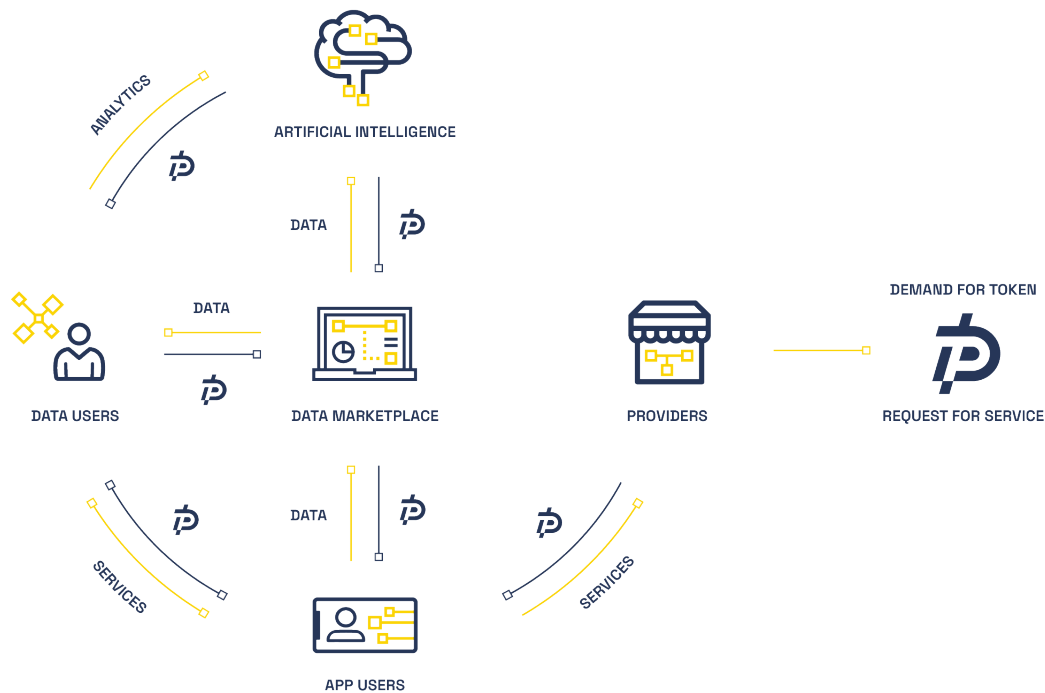 ANALYTICS
ARTIFICIAL INTELLIGENCE
DATA
DATA
DEMAND FOR TOKEN
DATA USERS
DATA MARKETPLACE
PROVIDERS
REQUEST FOR SERVICE
DATA
SERVICES
SERVICES
APP USERS